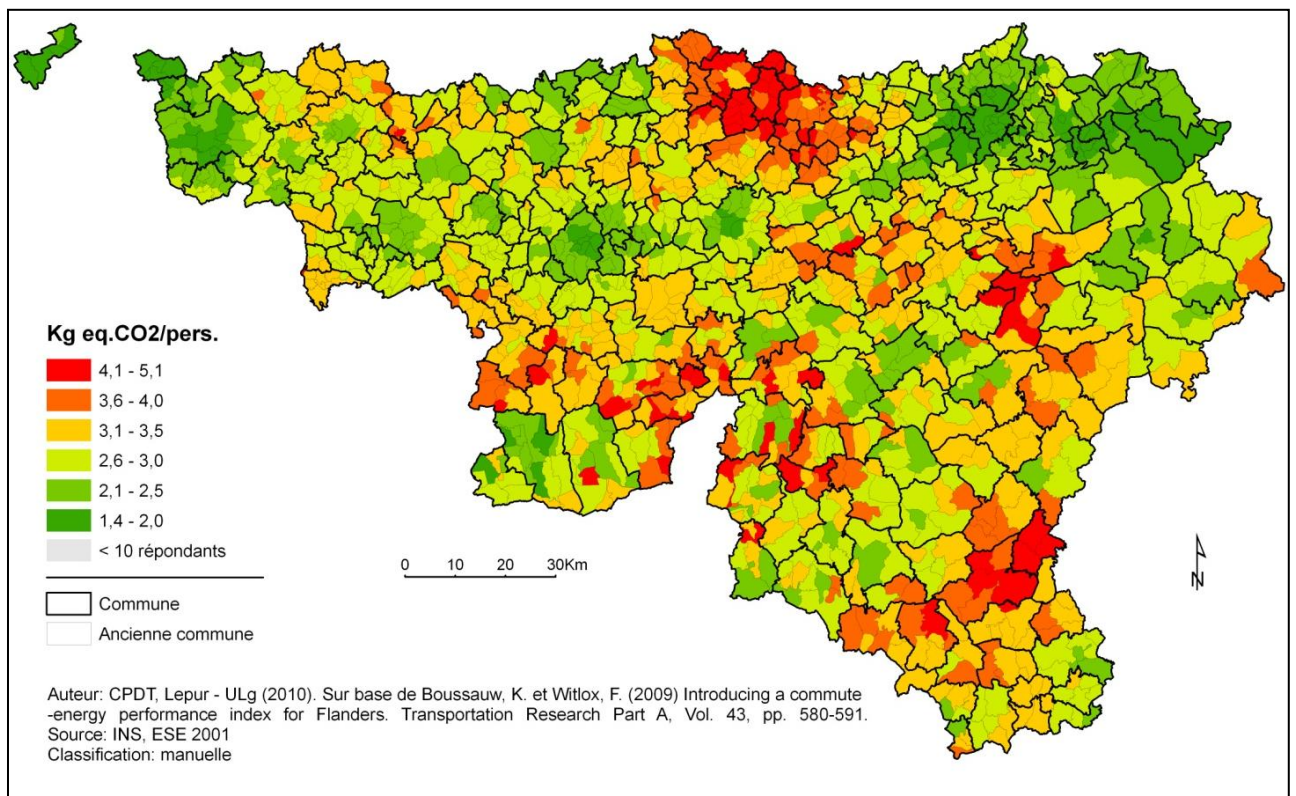 Kg eq.CO2/pers.
4,1 - 5,1
3,6 - 4,0
3,1 - 3,5
2,6 - 3,0
2,1 - 2,5
1,4 - 2,0
< 10 répondants
Commune
Ancienne commune
0 10 20 30Km
N
Auteur: CPDT, Lepur - ULg (2010). Sur base de Boussauw, K. et Witlox, F. (2009) Introducing a commute
-energy performance index for Flanders. Transportation Research Part A, Vol. 43, pp. 580-591.
Source: INS, ESE 2001
Classification: manuelle